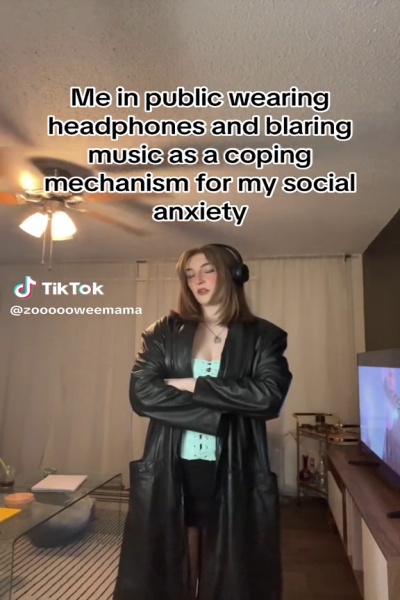 Me in public wearing
headphones and blaring
music as a coping
mechanism for my social
anxiety
TikTok
@zoooooweemama